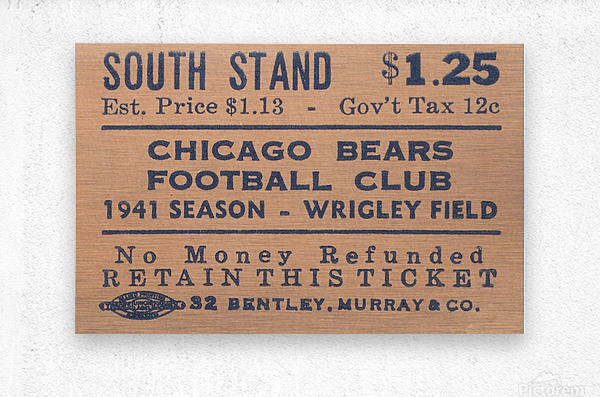 SOUTH STAND $1.25
Est. Price $1.13 - Gov't Tax 12c
CHICAGO BEARS
FOOTBALL CLUB
1941 SEASON - WRIGLEY FIELD
No Money Refunded
RETAIN THIS TICKET
32 BENTLEY, MURRAY & CO.
Pictorem